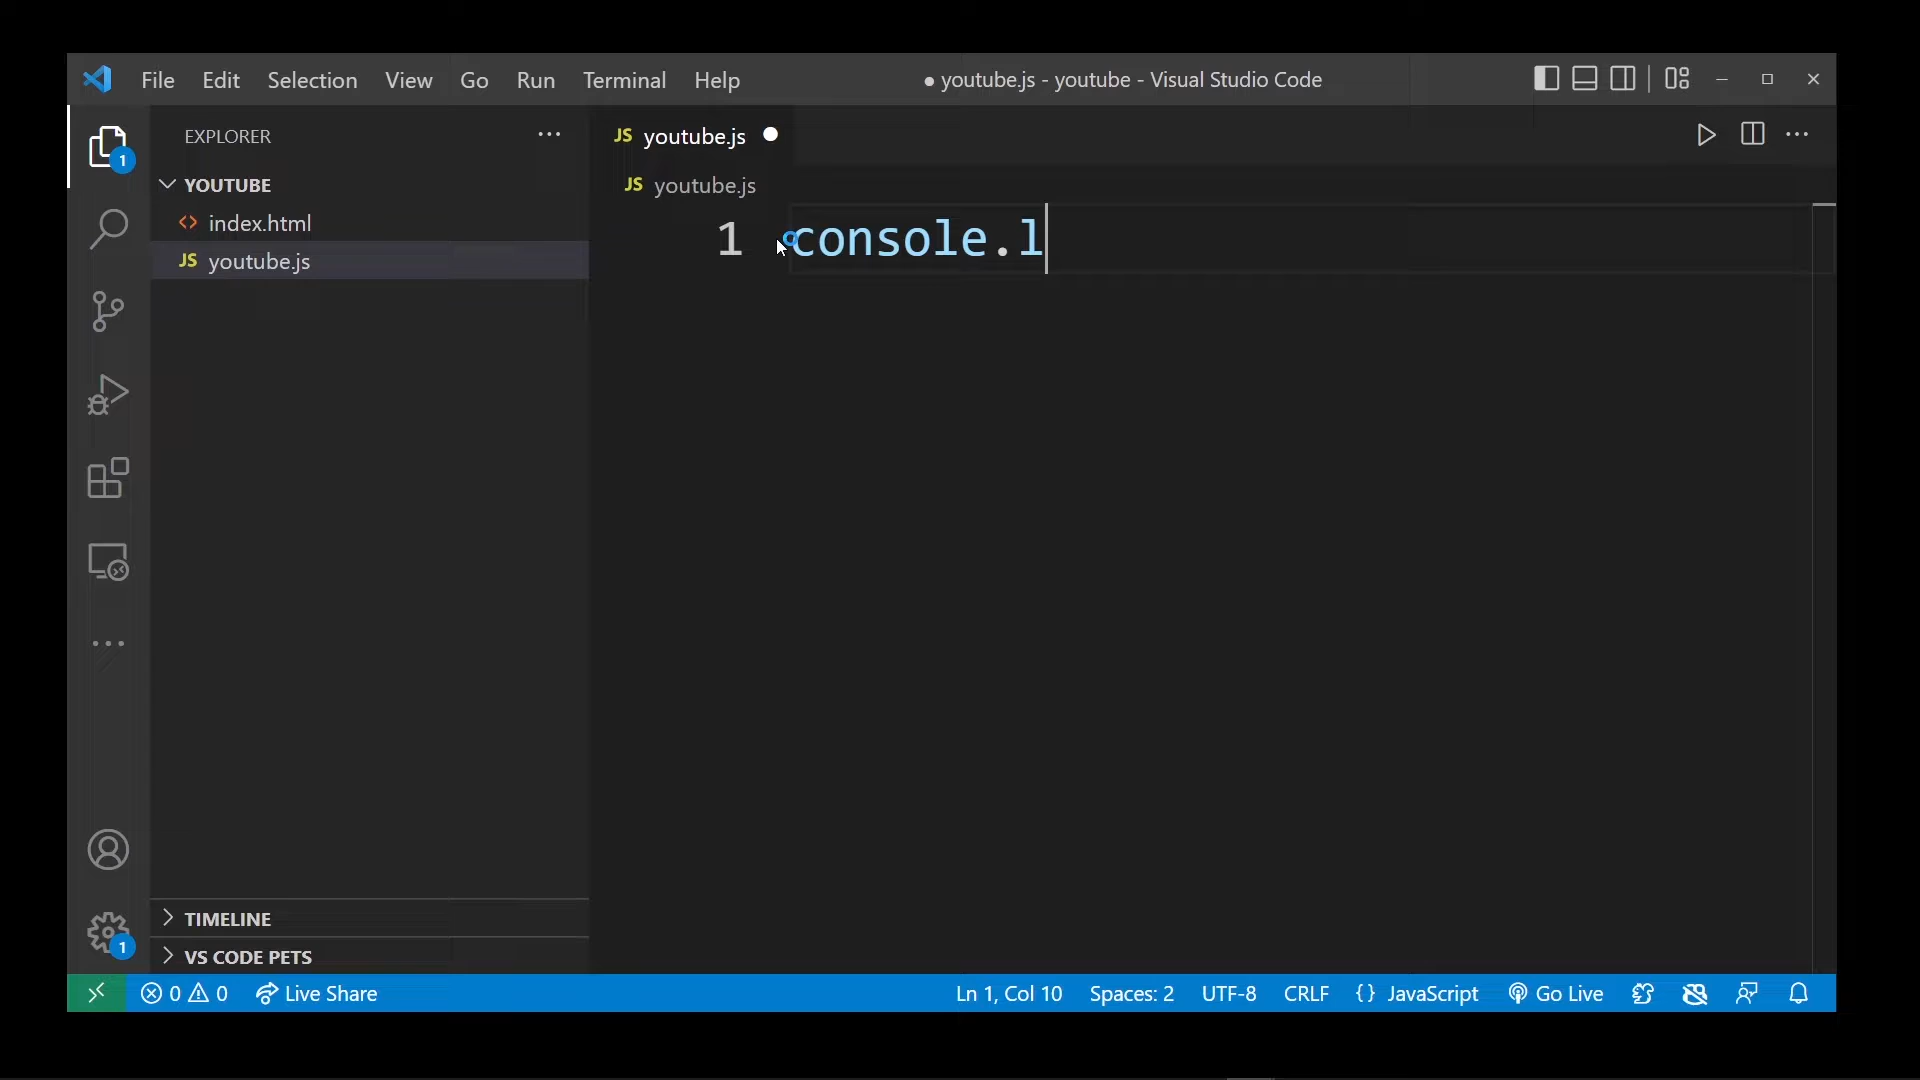 File Edit Selection View Go Run Terminal Help ● youtube.js - youtube - Visual Studio Code
EXPLORER ··· JS youtube.js ● ···
1
YOUTUBE JS youtube.js
<> index.html
1 console.l
JS youtube.js
···
TIMELINE
1
VS CODE PETS
0 0 Live Share Ln 1, Col 10 Spaces: 2 UTF-8 CRLF {} JavaScript Go Live